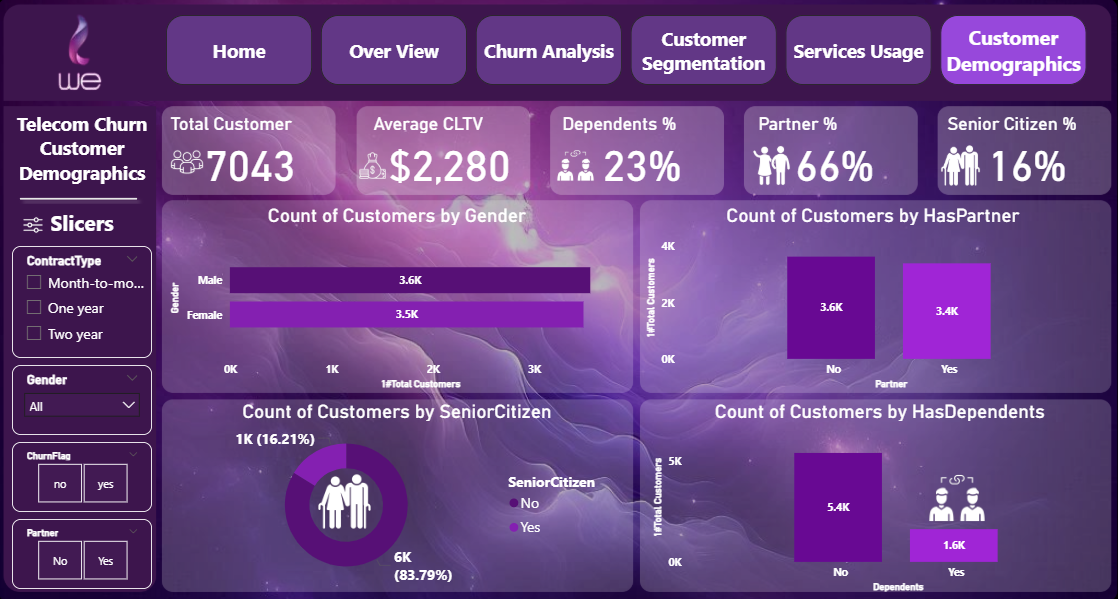 we
Home
Over View
Churn Analysis
Customer
Segmentation
Services Usage
Customer
Demographics
Telecom Churn
Customer
Demographics
Slicers
ContractType
Month-to-mo...
One year
Two year
Gender
All
ChurnFlag
no
yes
Partner
No
Yes
Total Customer
7043
Average CLTV
$2,280
Dependents %
23%
Partner %
66%
Senior Citizen %
16%
Count of Customers by Gender
Gender
Male
3.6K
Female
3.5K
0K
1K
2K
3K
1#Total Customers
Count of Customers by HasPartner
1#Total Customers
4K
2K
0K
3.6K
3.4K
No
Yes
Partner
Count of Customers by SeniorCitizen
1K (16.21%)
6K
(83.79%)
SeniorCitizen
No
Yes
Count of Customers by HasDependents
1#Total Customers
5K
0K
5.4K
1.6K
No
Yes
Dependents